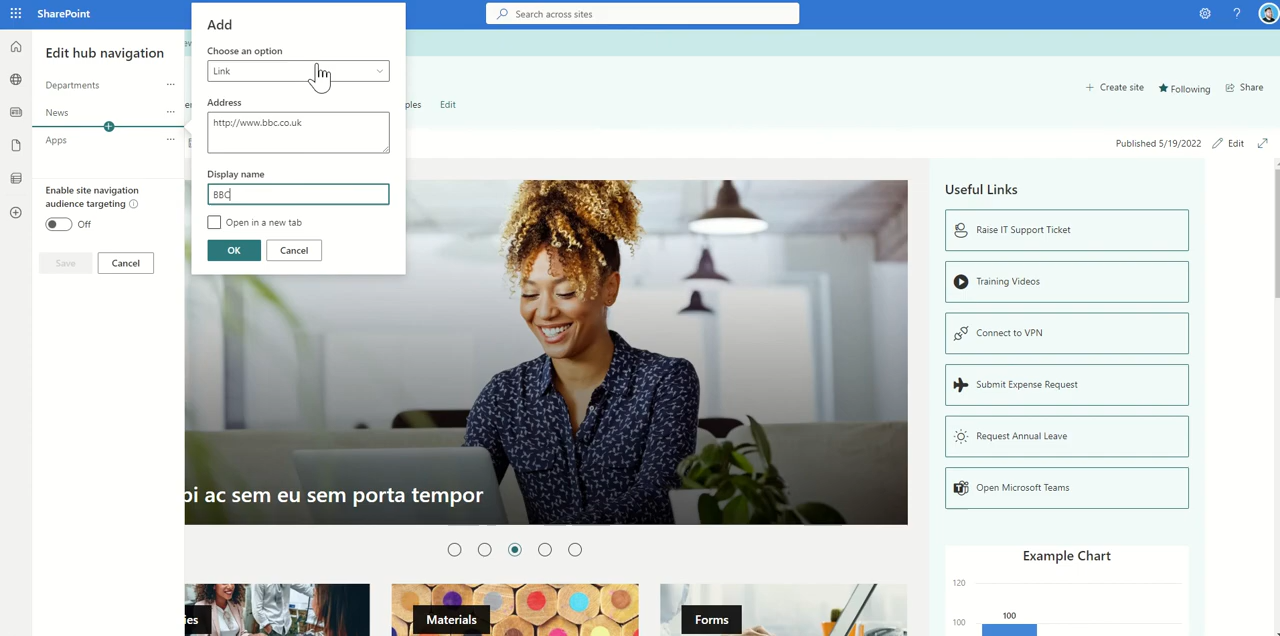 SharePoint
Search across sites
?
Edit hub navigation
Departments
News
Apps
Enable site navigation
audience targeting
Off
Save
Cancel
Add
Choose an option
Link
Address
http://www.bbc.co.uk
Display name
BBC
Open in a new tab
OK
Cancel
Edit
Create site
Following
Share
Published 5/19/2022
Edit
bi ac sem eu sem porta tempor
Useful Links
Raise IT Support Ticket
Training Videos
Connect to VPN
Submit Expense Request
Request Annual Leave
Open Microsoft Teams
Example Chart
120
100
100
ies
Materials
Forms